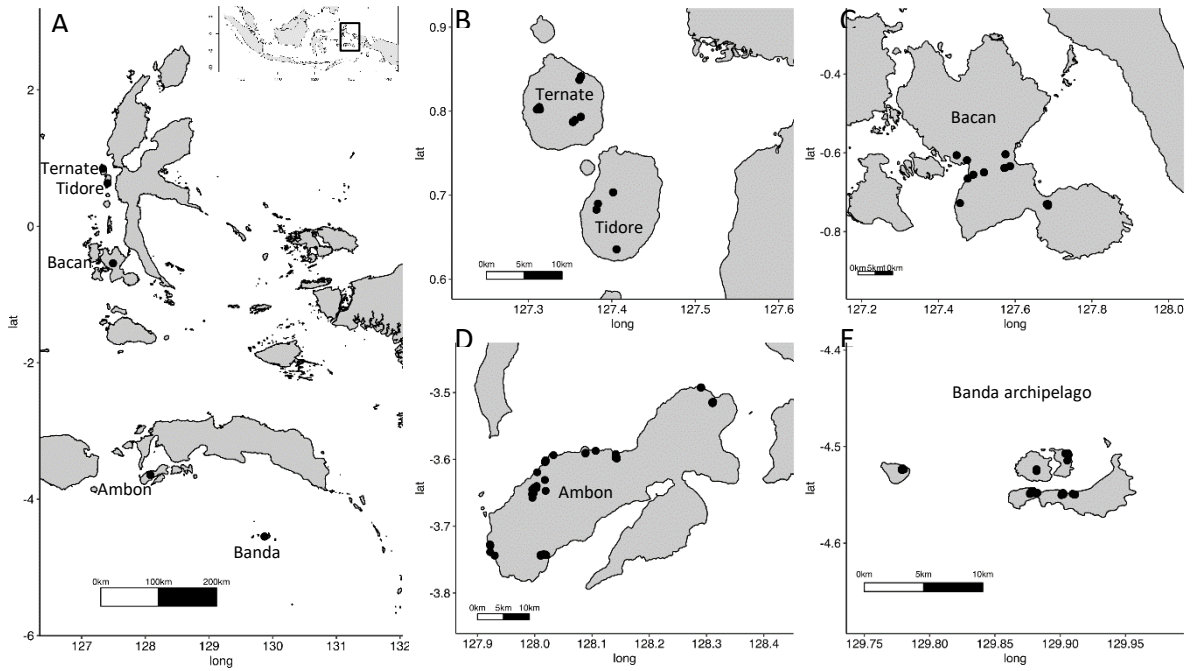 A
2
0
-2
-4
-6
lat
Ternate
Tidore
Bacan
Ambon
Banda
0km 100km 200km
127 128 129 130 131 132
long
B
0.9
0.8
0.7
0.6
lat
Ternate
Tidore
0km 5km 10km
127.3 127.4 127.5 127.6
long
C
-0.4
-0.6
-0.8
lat
Bacan
0km 5km 10km
127.2 127.4 127.6 127.8 128.0
long
D
-3.5
-3.6
-3.7
-3.8
lat
Ambon
0km 5km 10km
127.9 128.0 128.1 128.2 128.3 128.4
long
E
-4.4
-4.5
-4.6
lat
Banda archipelago
0km 5km 10km
129.75 129.80 129.85 129.90 129.95
long